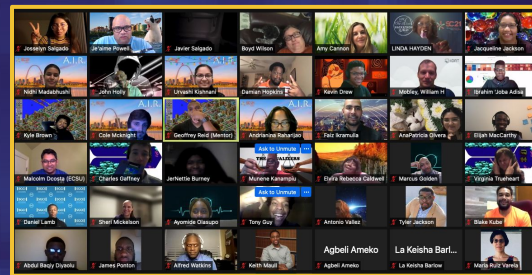 Josselyn Salgado
Je'aime Powell
Javier Salgado
Boyd Wilson
Amy Cannon
LINDA HAYDEN
Jacqueline Jackson
Nidhi Madabhushi
John Holly
Urvashi Kishnani
Damian Hopkins
Kevin Drew
Mobley, William H
Ibrahim 'Joba Adisa
Kyle Brown
Cole Mcknight
Geoffrey Reid (Mentor)
Andrianina Raharijao
Faiz Ikramulla
AnaPatricia Olvera
Elijah MacCarthy
Ask to Unmute
Malcolm Dcosta (ECSU)
Charles Gaffney
JerNettie Burney
Munene Kanampiu
Elvira Rebecca Caldwell
Marcus Golden
Virginia Trueheart
Ask to Unmute
Daniel Lamb
Sheri Mickelson
Ayomide Olasupo
Tony Guy
Antonio Vallez
Tyler Jackson
Blake Kube
Agbeli Ameko
La Keisha Barl...
Abdul Baqiy Diyaolu
James Ponton
Alfred Watkins
Keith Maull
Agbeli Ameko
La Keisha Barlow
Maria Ruiz Varela